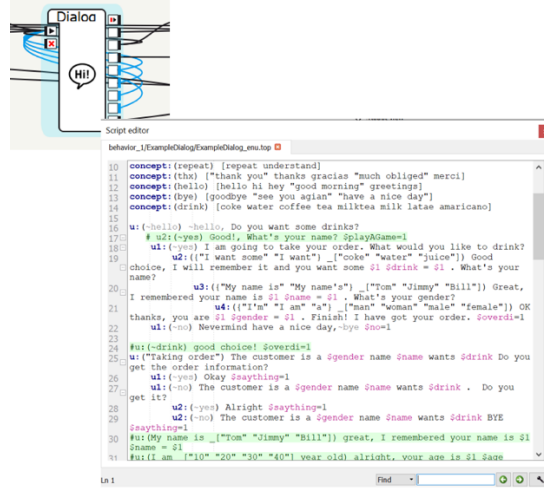 Dialog
Hi!
Script editor
behavior_1/ExampleDialog/ExampleDialog_enu.top
10 concept:(repeat) [repeat understand]
11 concept:(thx) ["thank you" thanks gracias "much obliged" merci]
12 concept:(hello) [hello hi hey "good morning" greetings]
13 concept:(bye) [goodbye "see you agian" "have a nice day"]
14 concept:(drink) [coke water coffee tea milktea milk latae amaricano]
15
16 u:(~hello) ~hello, Do you want some drinks?
17 # u2:(~yes) Good!, What's your name? $playAGame=1
18 u1:(~yes) I am going to take your order. What would you like to drink?
19 u2:({"I want some" "I want"} _["coke" "water" "juice"]) Good
choice, I will remember it and you want some $1 $drink = $1 . What's your
name?
20 u3:({"My name is" "My name's"} _["Tom" "Jimmy" "Bill"]) Great,
I remembered your name is $1 $name = $1 . What's your gender?
21 u4:({"I'm" "I am" "a"} _["man" "woman" "male" "female"]) OK
thanks, you are $1 $gender = $1 . Finish! I have got your order. $overdi=1
22 u1:(~no) Nevermind have a nice day,~bye $no=1
23
24 #u:(~drink) good choice! $overdi=1
25 u:("Taking order") The customer is a $gender name $name wants $drink Do you
get the order information?
26 u1:(~yes) Okay $saything=1
27 u1:(~no) The customer is a $gender name $name wants $drink . Do you
get it?
28 u2:(~yes) Alright $saything=1
29 u2:(~no) The customer is a $gender name $name wants $drink BYE
$saything=1
30 #u:(My name is _["Tom" "Jimmy" "Bill"]) great, I remembered your name is $1
$name = $1
31 #u:(I am _["10" "20" "30" "40"] year old) alright, your age is $1 $age
Ln 1
Find